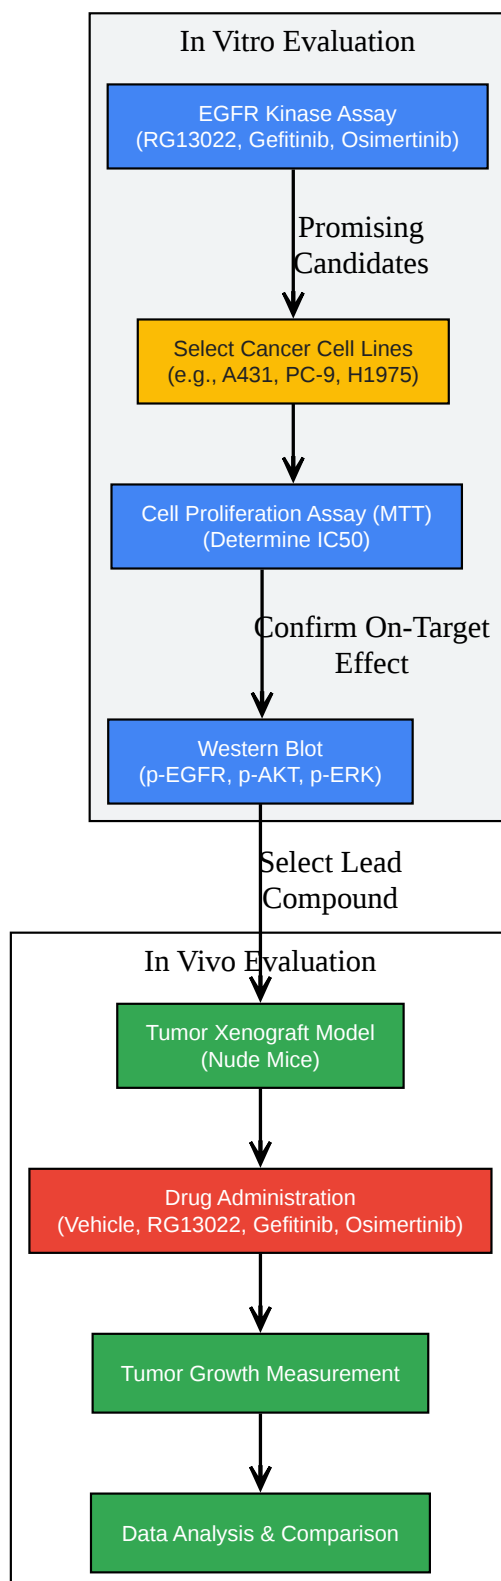 In Vitro Evaluation
EGFR Kinase Assay
(RG13022, Gefitinib, Osimertinib)
Promising
Candidates
Select Cancer Cell Lines
(e.g., A431, PC-9, H1975)
Cell Proliferation Assay (MTT)
(Determine IC50)
Confirm On-Target
Effect
Western Blot
(p-EGFR, p-AKT, p-ERK)
Select Lead
Compound
In Vivo Evaluation
Tumor Xenograft Model
(Nude Mice)
Drug Administration
(Vehicle, RG13022, Gefitinib, Osimertinib)
Tumor Growth Measurement
Data Analysis & Comparison